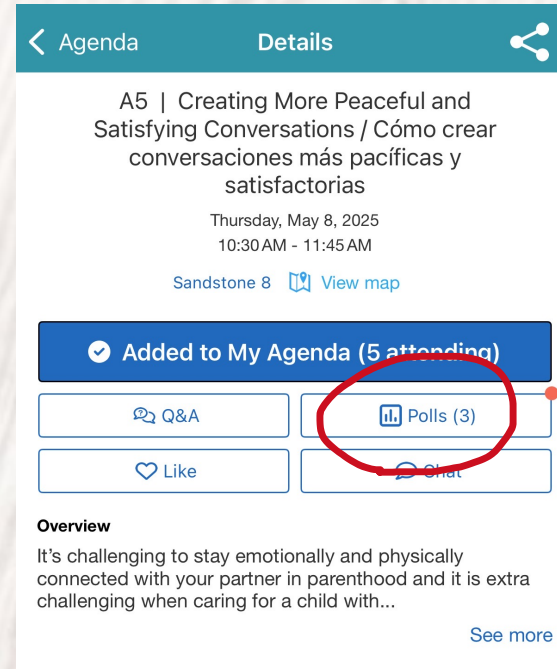 Agenda
Details
A5 | Creating More Peaceful and
Satisfying Conversations / Cómo crear
conversaciones más pacíficas y
satisfactorias
Thursday, May 8, 2025
10:30 AM - 11:45 AM
Sandstone 8 View map
Added to My Agenda (5 attending)
Q&A
Polls (3)
Like
Chat
Overview
It's challenging to stay emotionally and physically
connected with your partner in parenthood and it is extra
challenging when caring for a child with...
See more